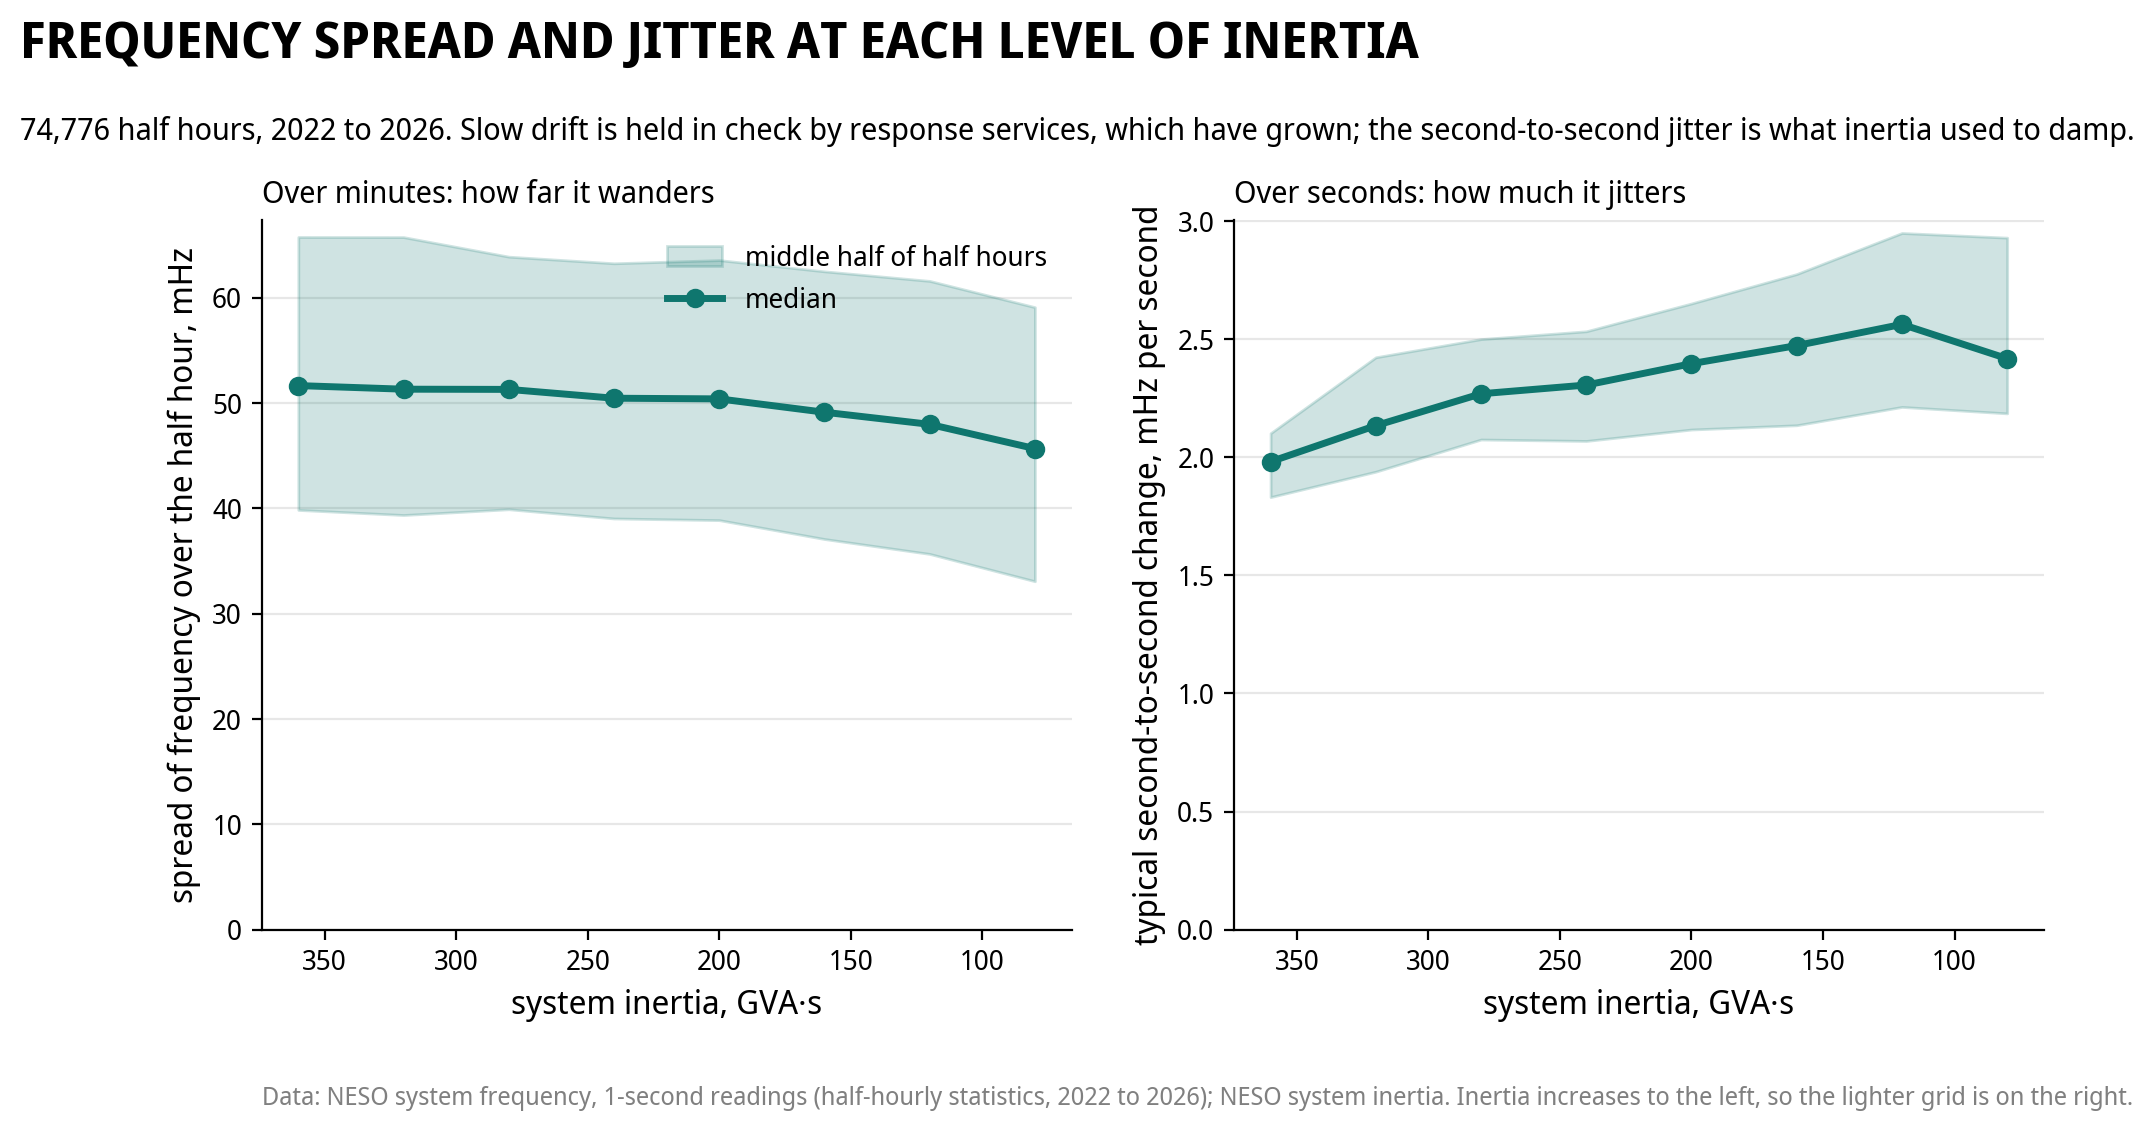 FREQUENCY SPREAD AND JITTER AT EACH LEVEL OF INERTIA
74,776 half hours, 2022 to 2026. Slow drift is held in check by response services, which have grown; the second-to-second jitter is what inertia used to damp.
Over minutes: how far it wanders
spread of frequency over the half hour, mHz
60
50
40
30
20
10
0
middle half of half hours
median
350 300 250 200 150 100
system inertia, GVA·s
Over seconds: how much it jitters
typical second-to-second change, mHz per second
3.0
2.5
2.0
1.5
1.0
0.5
0.0
350 300 250 200 150 100
system inertia, GVA·s
Data: NESO system frequency, 1-second readings (half-hourly statistics, 2022 to 2026); NESO system inertia. Inertia increases to the left, so the lighter grid is on the right.